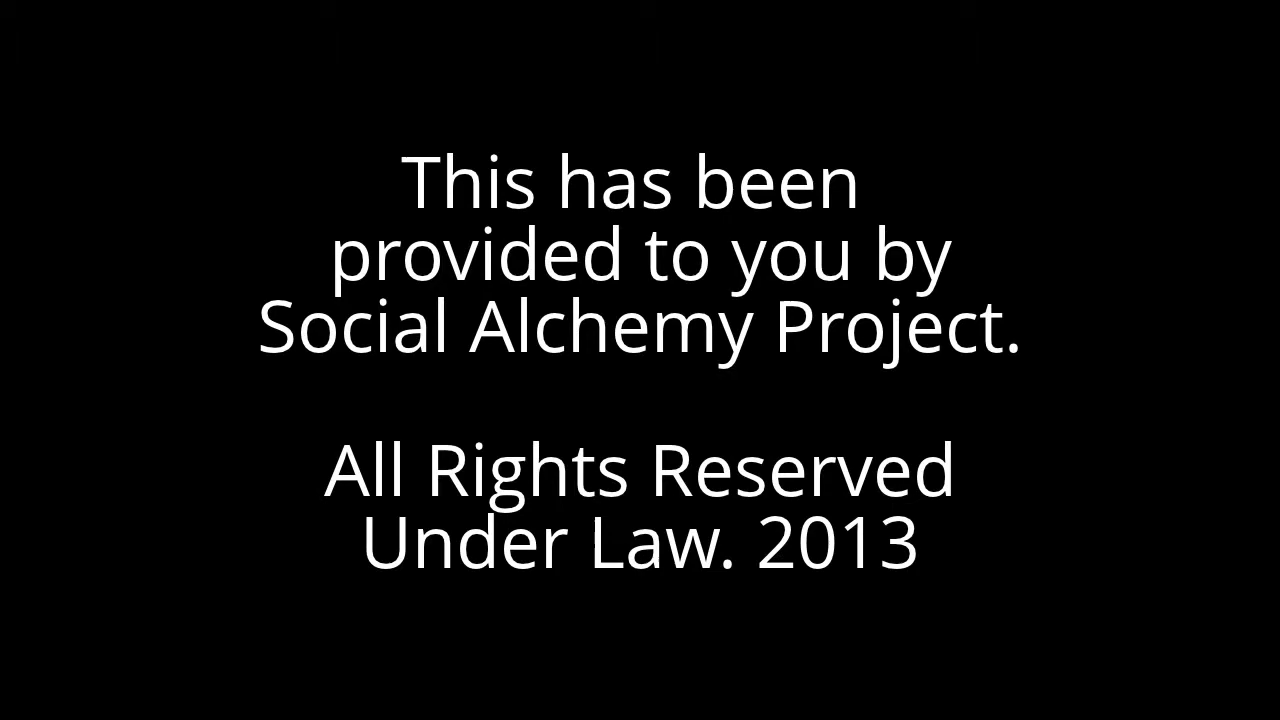 This has been
provided to you by
Social Alchemy Project.
All Rights Reserved
Under Law. 2013